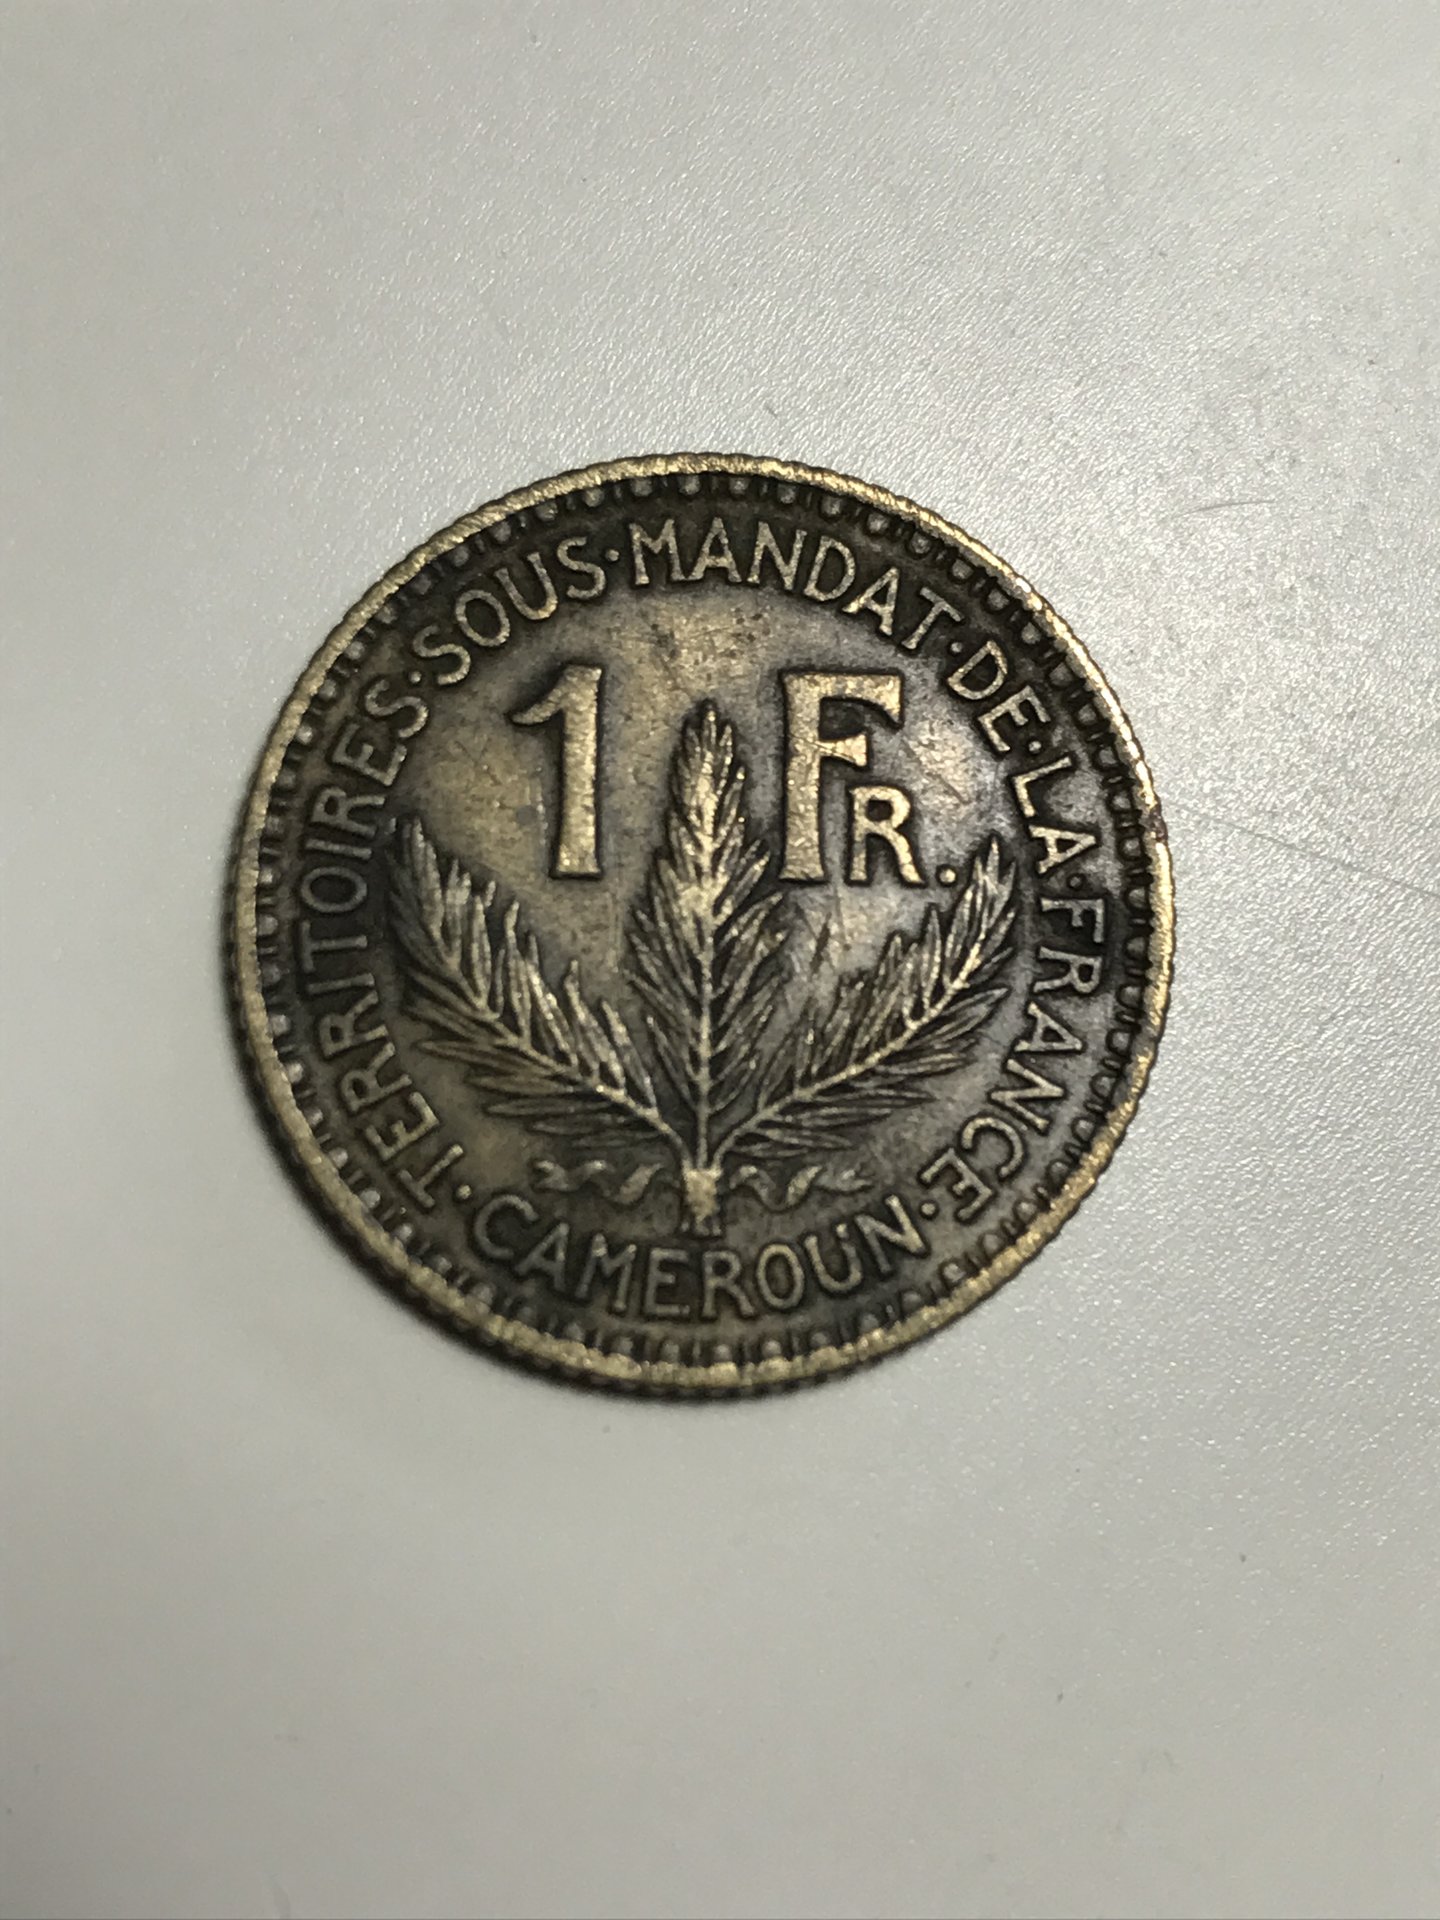 TERRITOIRES·SOUS·MANDAT·DE·LA·FRANCE
1 FR.
·CAMEROUN·